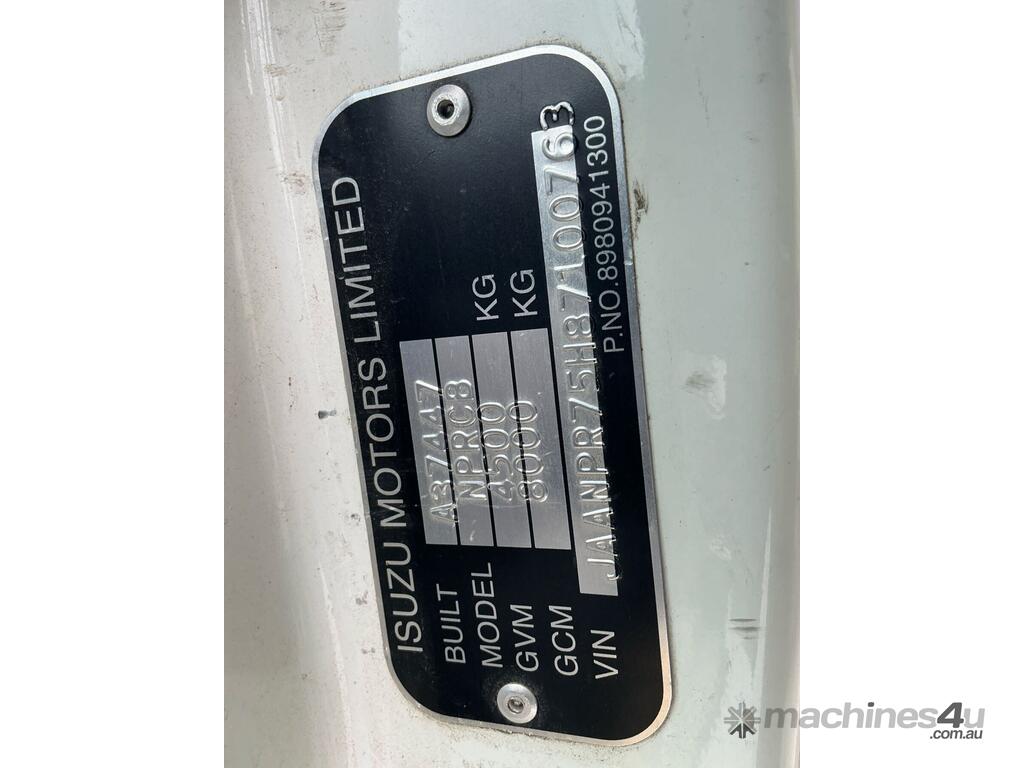 ISUZU MOTORS LIMITED
BUILT A37447
MODEL NPRC8
GVM 4500 KG
GCM 8000 KG
VIN JAANPR75H87100763
P.NO.8980941300
machines4u
.com.au